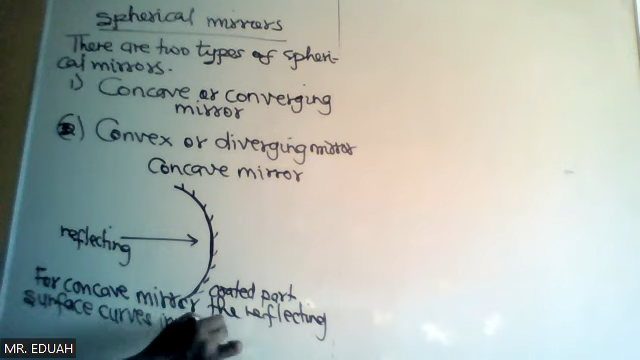 Spherical mirrors
There are two types of spheri-
cal mirrors.
1) Concave or converging
mirror
) Convex or diverging mirror
Concave mirror
reflecting
coated part
For concave mirror the reflecting
surface curves
MR. EDUAH